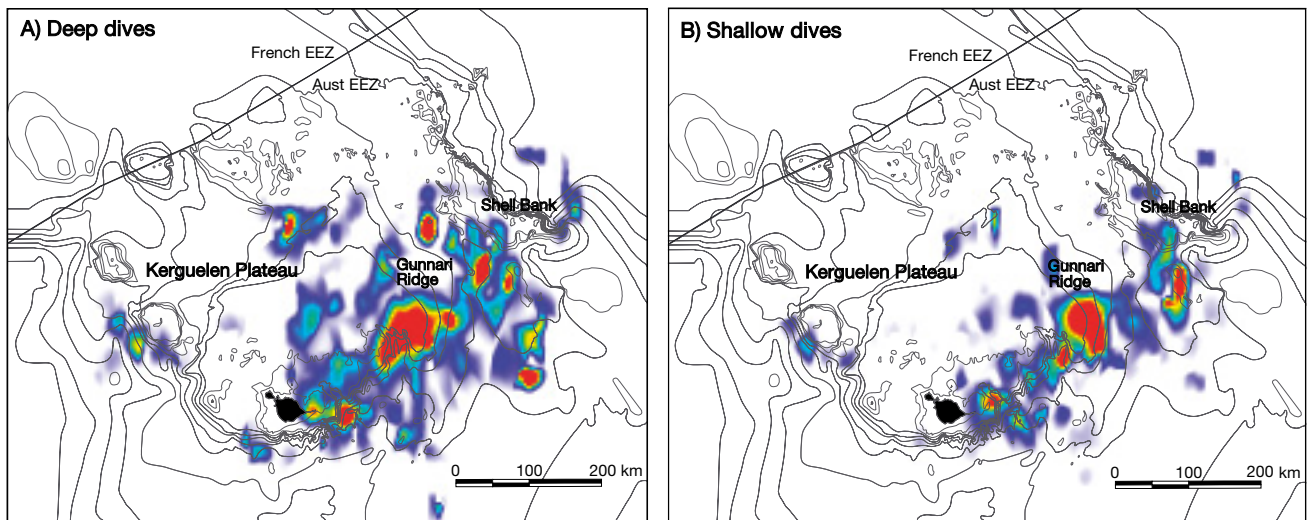 A) Deep dives
French EEZ
Aust EEZ
Shell Bank
Kerguelen Plateau
Gunnari
Ridge
0 100 200 km
B) Shallow dives
French EEZ
Aust EEZ
Shell Bank
Kerguelen Plateau
Gunnari
Ridge
0 100 200 km